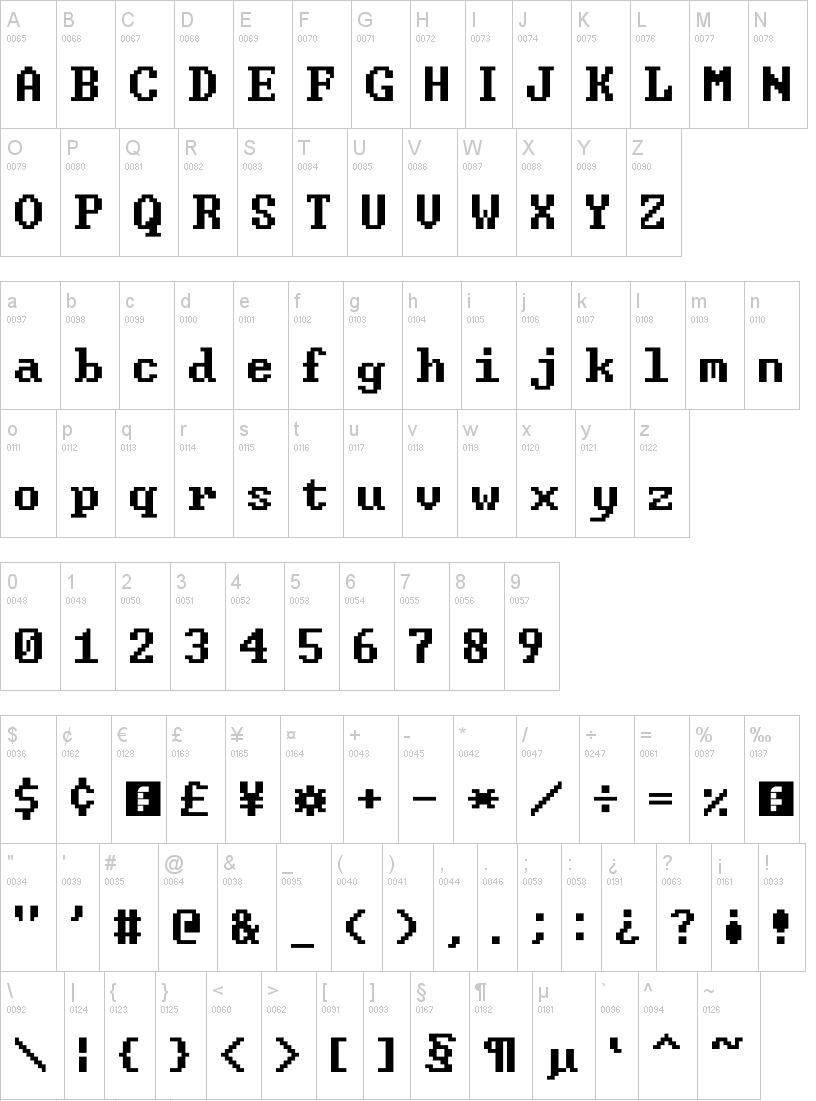 A B C D E F G H I J K L M N
0065 0066 0067 0068 0069 0070 0071 0072 0073 0074 0075 0076 0077 0078
A B C D E F G H I J K L M N
O P Q R S T U V W X Y Z
0079 0080 0081 0082 0083 0084 0085 0086 0087 0088 0089 0090
O P Q R S T U V W X Y Z
a b c d e f g h i j k l m n
0097 0098 0099 0100 0101 0102 0103 0104 0105 0106 0107 0108 0109 0110
a b c d e f g h i j k l m n
o p q r s t u v w x y z
0111 0112 0113 0114 0115 0116 0117 0118 0119 0120 0121 0122
o p q r s t u v w x y z
0 1 2 3 4 5 6 7 8 9
0048 0049 0050 0051 0052 0053 0054 0055 0056 0057
0 1 2 3 4 5 6 7 8 9
$ ¢ € £ ¥ ¤ + - * / ÷ = % ‰
0036 0162 0128 0163 0165 0164 0043 0045 0042 0047 0247 0061 0037 0137
$ ¢ £ ¥ ¤ + - * / ÷ = %
" ' # @ & _ ( ) , . ; : ¿ ? ¡ !
0034 0039 0035 0064 0038 0095 0040 0041 0044 0046 0059 0058 0191 0063 0161 0033
" ' # @ & _ ( ) , . ; : ¿ ? ¡ !
\ | { } < > [ ] § ¶ µ ` ^ ~
0092 0124 0123 0125 0060 0062 0091 0093 0167 0182 0181 0096 0094 0126
\ ¦ { } < > [ ] § ¶ µ ` ^ ~